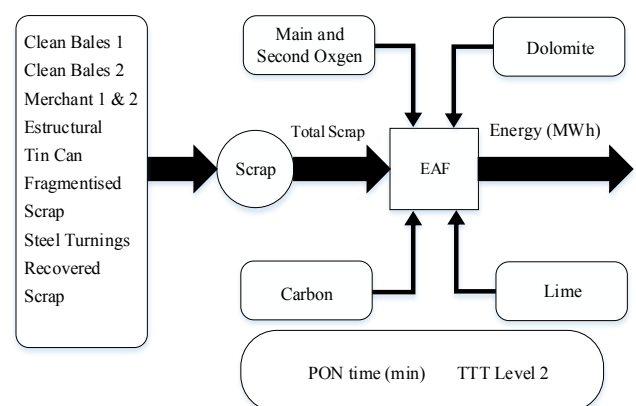 Clean Bales 1
Clean Bales 2
Merchant 1 & 2
Estructural
Tin Can
Fragmentised
Scrap
Steel Turnings
Recovered
Scrap
Scrap
Total Scrap
Main and
Second Oxgen
Dolomite
EAF
Energy (MWh)
Carbon
Lime
PON time (min) TTT Level 2